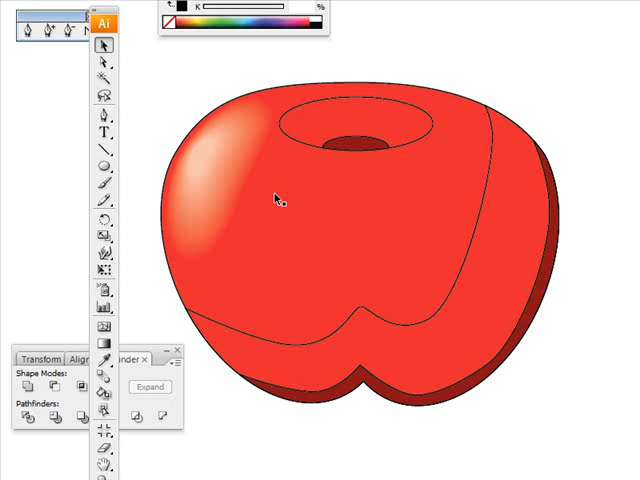 K %
Ai
T
Transform Align nder ×
Shape Modes:
Expand
Pathfinders: